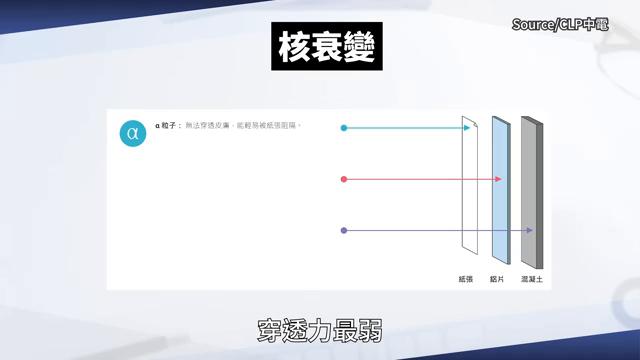 Source/CLP中電
核衰變
α
α 粒子： 無法穿透皮膚，能輕易被紙張阻隔。
紙張
鋁片
混凝土
穿透力最弱